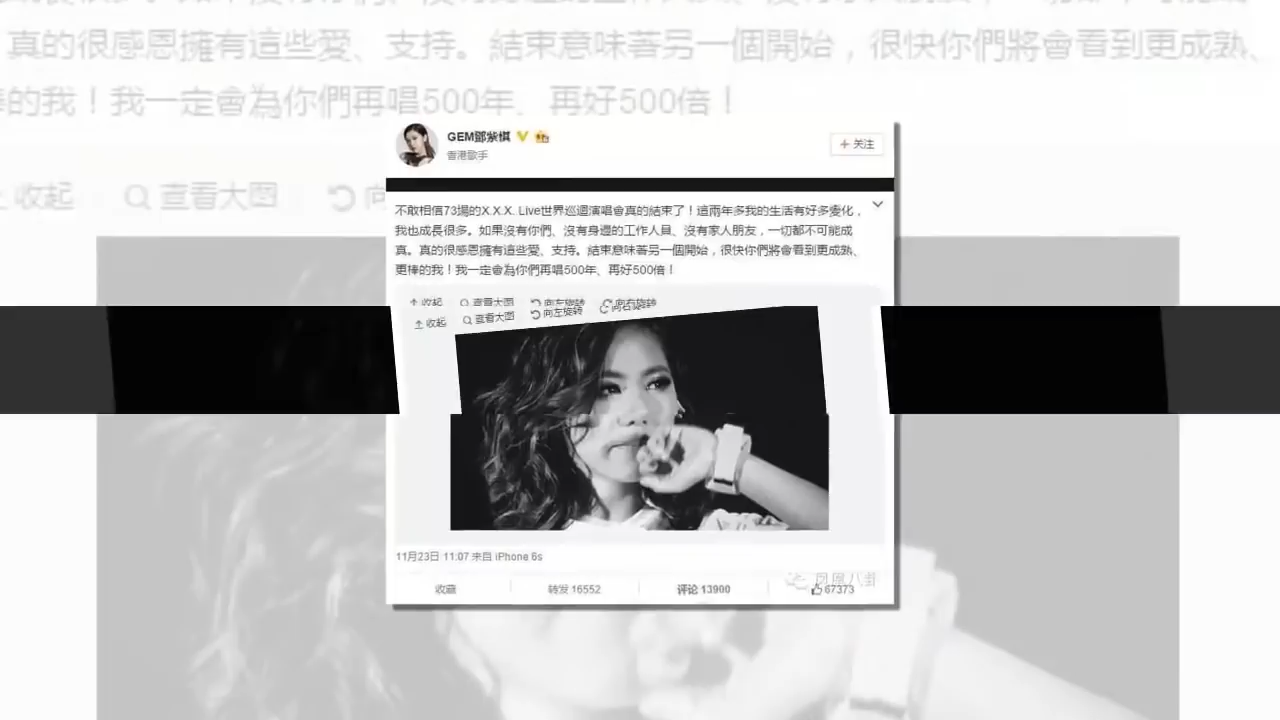 真的很感恩擁有這些愛、支持。結束意味著另一個開始，很快你們將會看到更成熟、
棒的我！我一定會為你們再唱500年、再好500倍！
收起 查看大图 向
GEM鄧紫棋
香港歌手
+ 关注
不敢相信73場的X.X.X. Live世界巡迴演唱會真的結束了！這兩年多我的生活有好多變化，
我也成長很多。如果沒有你們、沒有身邊的工作人員、沒有家人朋友，一切都不可能成
真。真的很感恩擁有這些愛、支持。結束意味著另一個開始，很快你們將會看到更成熟、
更棒的我！我一定會為你們再唱500年、再好500倍！
收起 查看大图 向左旋转 向右旋转
收起 查看大图 向左旋转 向右旋转
11月23日 11:07 来自 iPhone 6s
凤凰八卦
收藏 转发 16552 评论 13900 67373